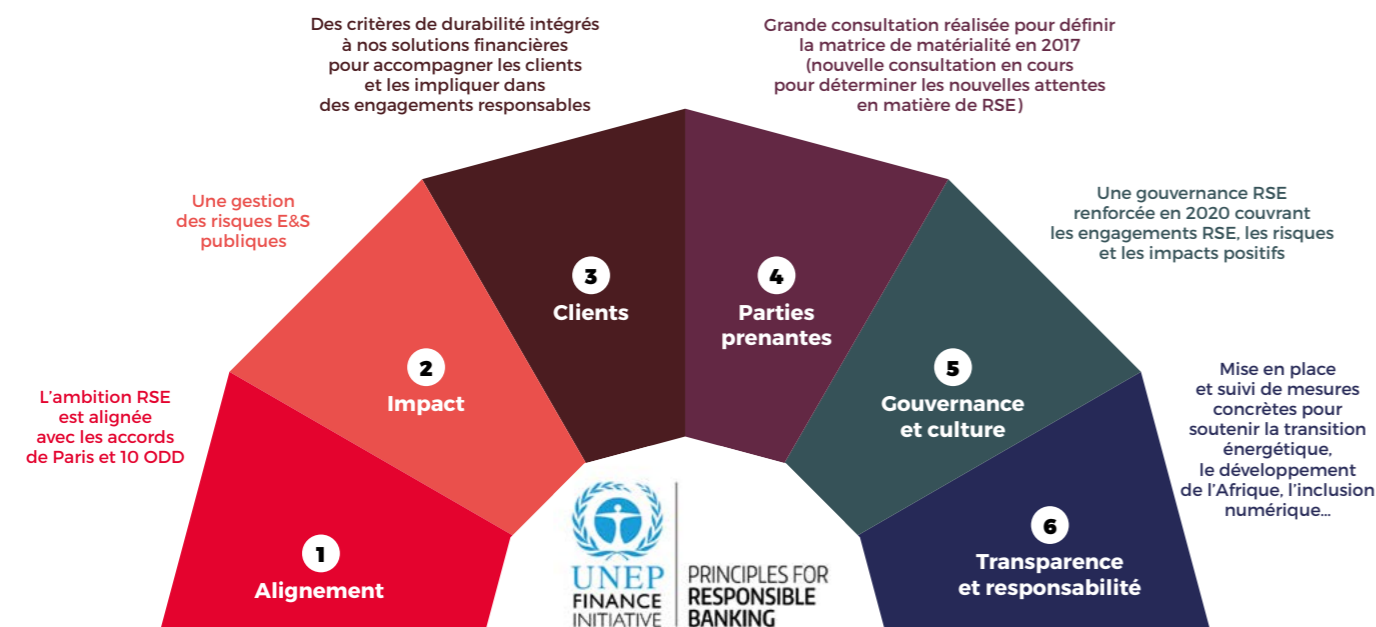 L'ambition RSE
est alignée
avec les accords
de Paris et 10 ODD
1
Alignement
Une gestion
des risques E&S
publiques
2
Impact
Des critères de durabilité intégrés
à nos solutions financières
pour accompagner les clients
et les impliquer dans
des engagements responsables
3
Clients
Grande consultation réalisée pour définir
la matrice de matérialité en 2017
(nouvelle consultation en cours
pour déterminer les nouvelles attentes
en matière de RSE)
4
Parties
prenantes
Une gouvernance RSE
renforcée en 2020 couvrant
les engagements RSE, les risques
et les impacts positifs
5
Gouvernance
et culture
Mise en place
et suivi de mesures
concrètes pour
soutenir la transition
énergétique,
le développement
de l'Afrique, l'inclusion
numérique...
6
Transparence
et responsabilité
UNEP
FINANCE
INITIATIVE
PRINCIPLES FOR
RESPONSIBLE
BANKING